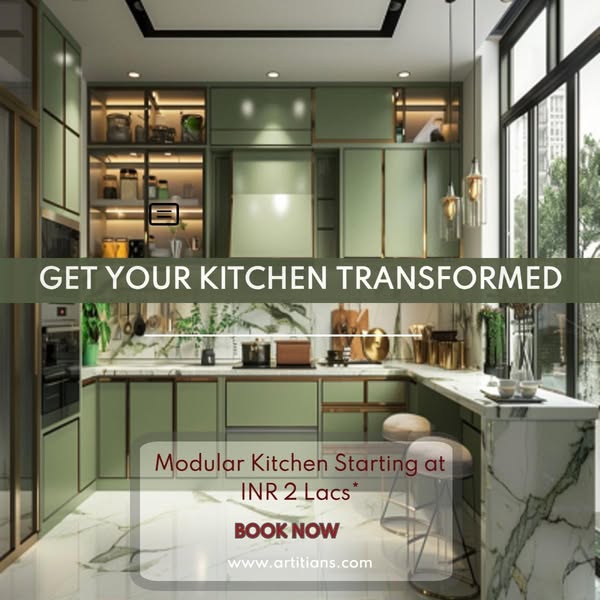 GET YOUR KITCHEN TRANSFORMED
Modular Kitchen Starting at
INR 2 Lacs*
BOOK NOW
www.artitians.com